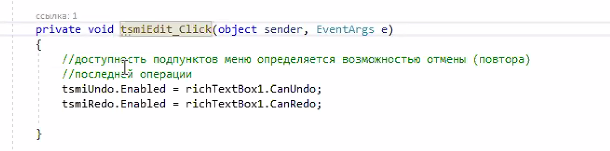 ссылка: 1
private void tsmiEdit_Click(object sender, EventArgs e)
{
//доступность подпунктов меню определяется возможностью отмены (повтора)
//последней операции
tsmiUndo.Enabled = richTextBox1.CanUndo;
tsmiRedo.Enabled = richTextBox1.CanRedo;
}